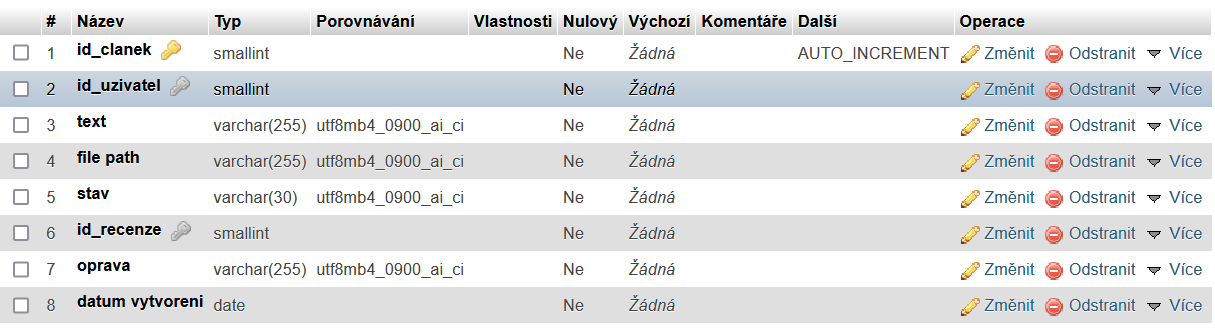 # Název Typ Porovnávání Vlastnosti Nulový Výchozí Komentáře Další Operace
1 id_clanek smallint Ne Žádná AUTO_INCREMENT Změnit Odstranit Více
2 id_uzivatel smallint Ne Žádná Změnit Odstranit Více
3 text varchar(255) utf8mb4_0900_ai_ci Ne Žádná Změnit Odstranit Více
4 file path varchar(255) utf8mb4_0900_ai_ci Ne Žádná Změnit Odstranit Více
5 stav varchar(30) utf8mb4_0900_ai_ci Ne Žádná Změnit Odstranit Více
6 id_recenze smallint Ne Žádná Změnit Odstranit Více
7 oprava varchar(255) utf8mb4_0900_ai_ci Ne Žádná Změnit Odstranit Více
8 datum vytvoreni date Ne Žádná Změnit Odstranit Více